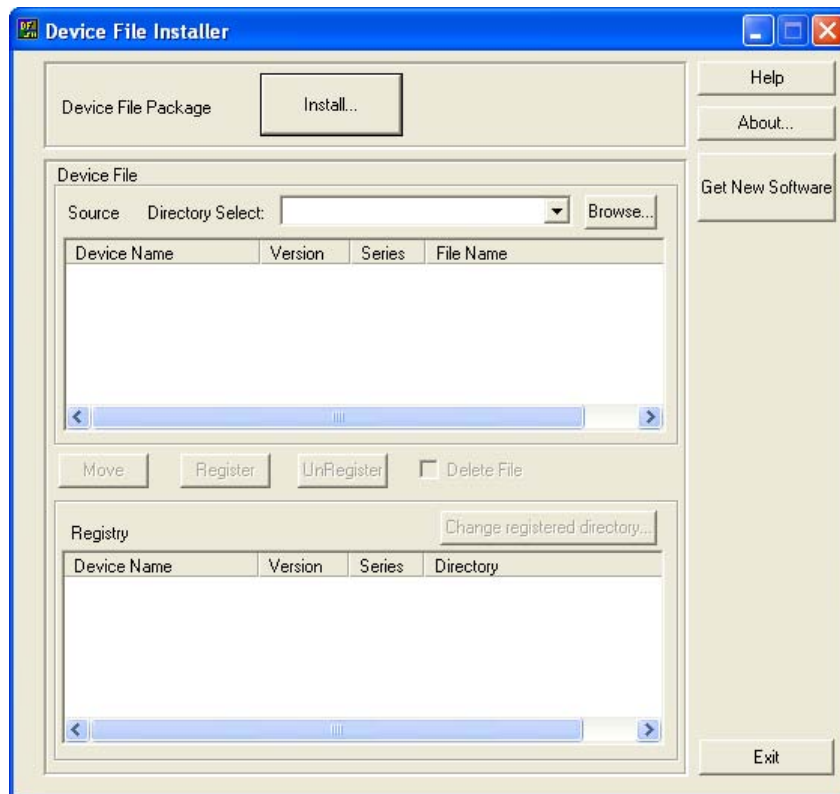 Device File Installer
Device File Package
Install...
Help
About...
Get New Software
Device File
Source Directory Select:
Browse...
Device Name Version Series File Name
Move
Register
UnRegister
Delete File
Registry
Change registered directory...
Device Name Version Series Directory
Exit